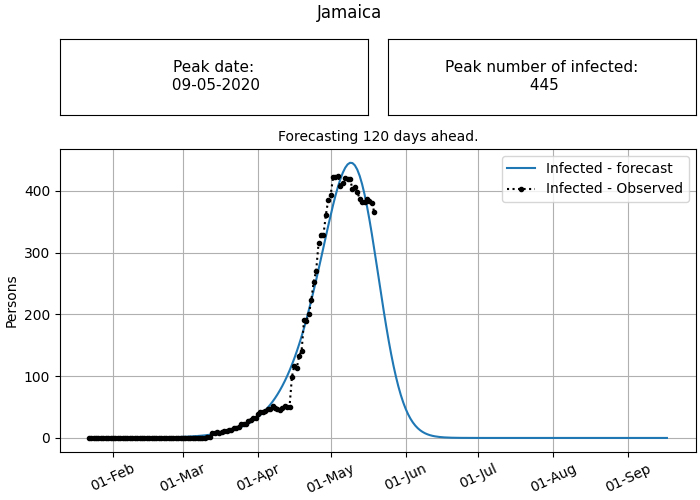 Jamaica
Peak date:
09-05-2020
Peak number of infected:
445
Forecasting 120 days ahead.
Infected - forecast
Infected - Observed
Persons
400
300
200
100
0
01-Feb
01-Mar
01-Apr
01-May
01-Jun
01-Jul
01-Aug
01-Sep